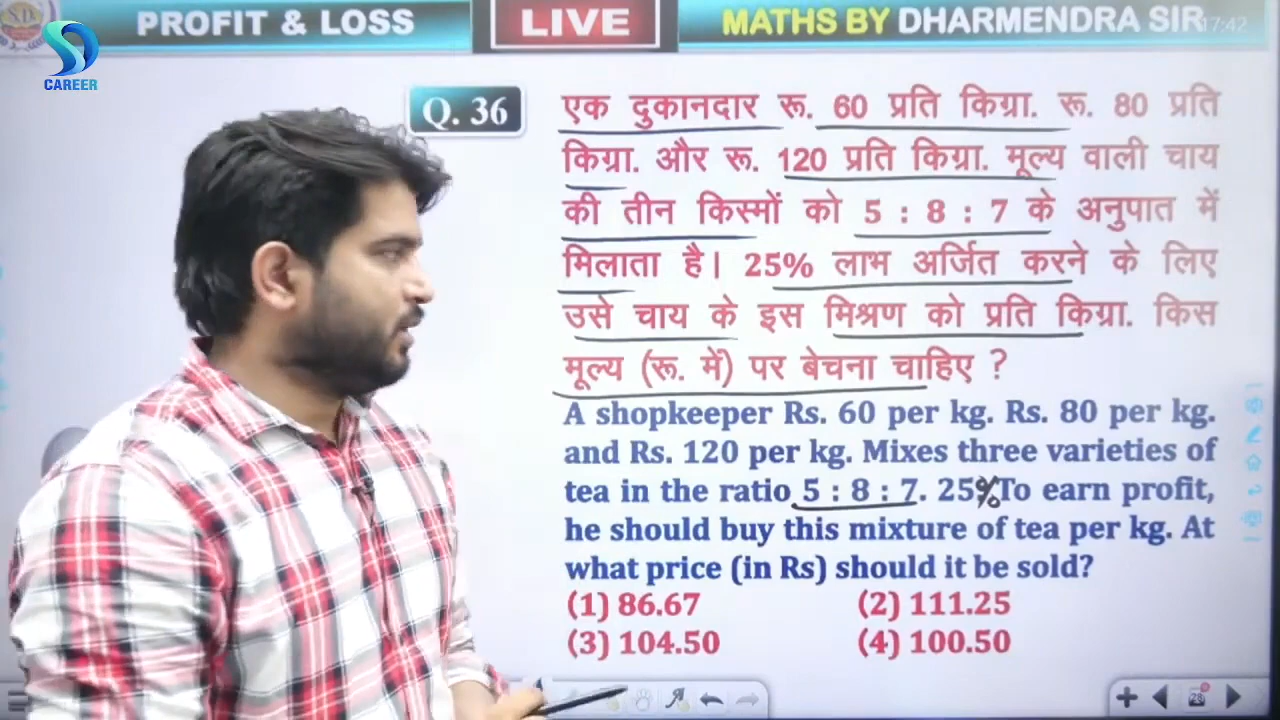 PROFIT & LOSS
LIVE
MATHS BY DHARMENDRA SIR
17:42
CAREER
Q. 36
एक दुकानदार रू. 60 प्रति किग्रा. रू. 80 प्रति
किग्रा. और रू. 120 प्रति किग्रा. मूल्य वाली चाय
की तीन किस्मों को 5 : 8 : 7 के अनुपात में
मिलाता है। 25% लाभ अर्जित करने के लिए
उसे चाय के इस मिश्रण को प्रति किग्रा. किस
मूल्य (रू. में) पर बेचना चाहिए ?
A shopkeeper Rs. 60 per kg. Rs. 80 per kg.
and Rs. 120 per kg. Mixes three varieties of
tea in the ratio 5 : 8 : 7. 25% To earn profit,
he should buy this mixture of tea per kg. At
what price (in Rs) should it be sold?
(1) 86.67 (2) 111.25
(3) 104.50 (4) 100.50
28